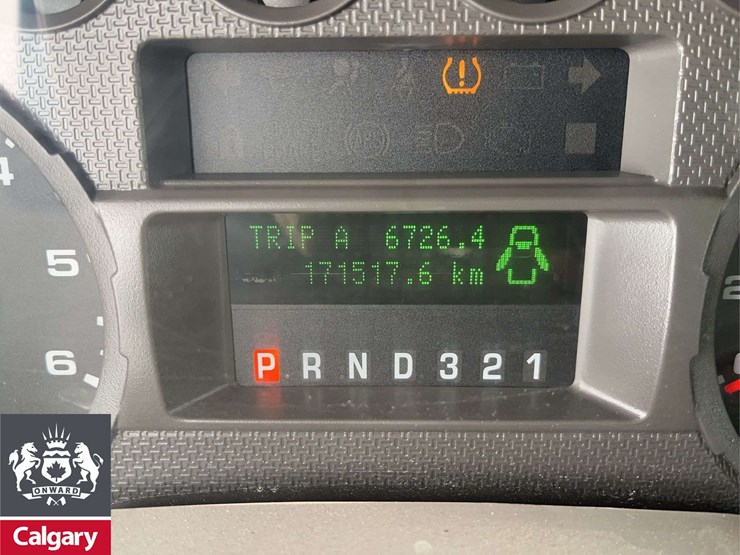 4
5
6
TRIP A 6726.4
171517.6 km
P R N D 3 2 1
ONWARD
Calgary